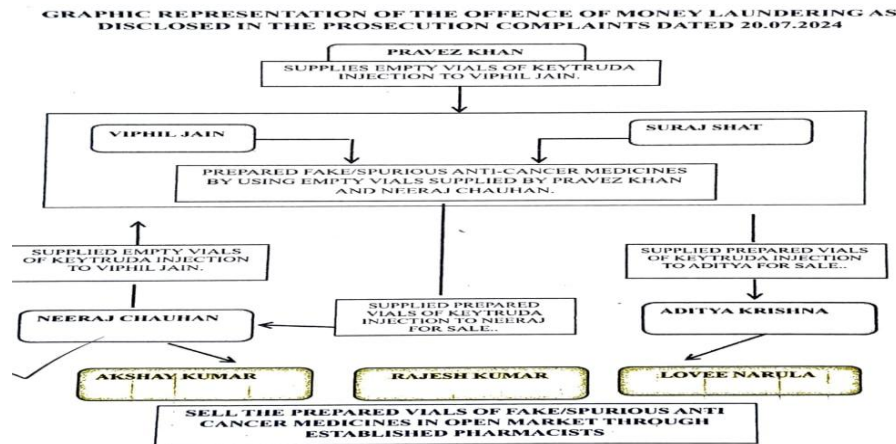 GRAPHIC REPRESENTATION OF THE OFFENCE OF MONEY LAUNDERING AS
DISCLOSED IN THE PROSECUTION COMPLAINTS DATED 20.07.2024
PRAVEZ KHAN
SUPPLIES EMPTY VIALS OF KEYTRUDA
INJECTION TO VIPHIL JAIN.
VIPHIL JAIN
SURAJ SHAT
PREPARED FAKE/SPURIOUS ANTI-CANCER MEDICINES
BY USING EMPTY VIALS SUPPLIED BY PRAVEZ KHAN
AND NEERAJ CHAUHAN.
SUPPLIED EMPTY VIALS
OF KEYTRUDA INJECTION
TO VIPHIL JAIN.
SUPPLIED PREPARED VIALS
OF KEYTRUDA INJECTION
TO ADITYA FOR SALE..
NEERAJ CHAUHAN
SUPPLIED PREPARED
VIALS OF KEYTRUDA
INJECTION TO NEERAJ
FOR SALE..
ADITYA KRISHNA
AKSHAY KUMAR
RAJESH KUMAR
LOVEE NARULA
SELL THE PREPARED VIALS OF FAKE/SPURIOUS ANTI
CANCER MEDICINES IN OPEN MARKET THROUGH
ESTABLISHED PHARMACISTS